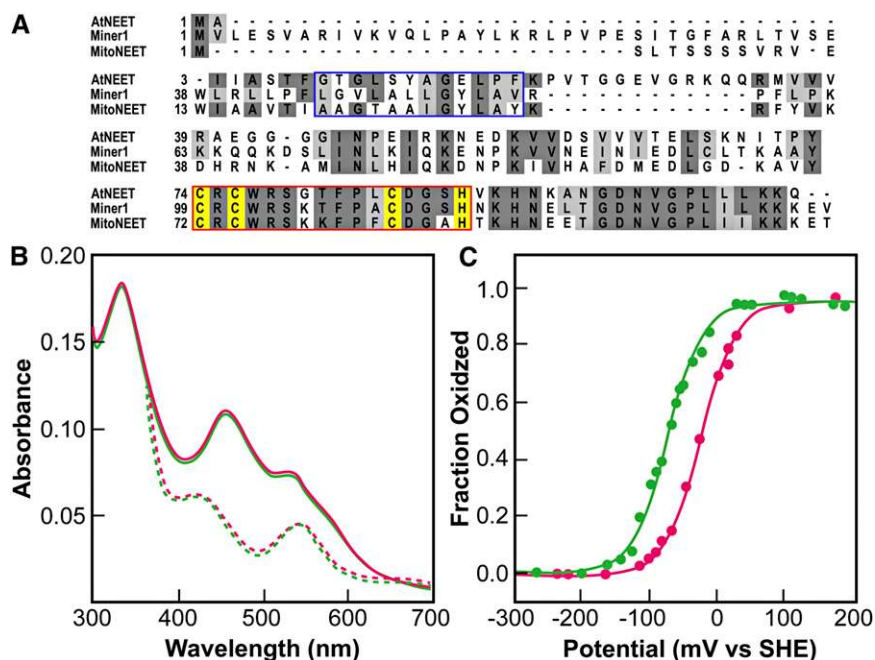 A
AtNEET 1 M A - - - - - - - - - - - - - - - - - - - - - - - - - - - - - - - - - - -
Miner1 1 M V L E S V A R I V K V Q L P A Y L K R L P V P E S I T G F A R L T V S E
MitoNEET 1 M - - - - - - - - - - - - - - - - - - - - - - - - S L T S S S S V R V - E
AtNEET 3 - I I A S T F G T G L S Y A G E L P F K P V T G G E V G R K Q Q R M V V V
Miner1 38 W L R L L P F L G V L A L L G Y L A V R - - - - - - - - - - - - P F L P K
MitoNEET 13 W I A A V T I A A G T A A I G Y L A Y K - - - - - - - - - - - - R F Y V K
AtNEET 39 R A E G G - G G I N P E I R K N E D K V V D S V V V T E L S K N I T P Y
Miner1 63 K K Q Q K D S L I N L K I Q K E N P K V V N E I N I E D L C L T K A A Y
MitoNEET 38 D H R N K - A M I N L H I Q K D N P K I V H A F D M E D L G D - K A V Y
AtNEET 74 C R C W R S G T F P L C D G S H V K H N K A N G D N V G P L L L K K Q - -
Miner1 99 C R C W R S K K F P A C D G S H N K H N E L T G D N V G P L I L K K K E V
MitoNEET 72 C R C W R S K K F P F C D G A H T K H N E E T G D N V G P L I I K K K E T
B
0.20
0.15
0.10
0.05
Absorbance
300 400 500 600 700
Wavelength (nm)
C
1.0
0.8
0.6
0.4
0.2
0.0
Fraction Oxidzed
-300 -200 -100 0 100 200
Potential (mV vs SHE)